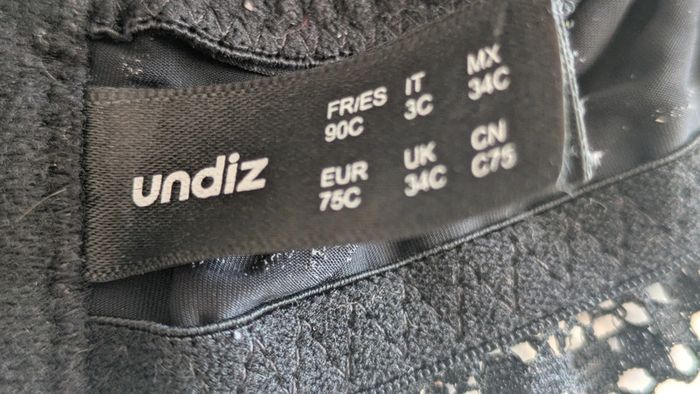 undiz
FR/ES IT MX
90C 3C 34C
EUR UK CN
75C 34C C75